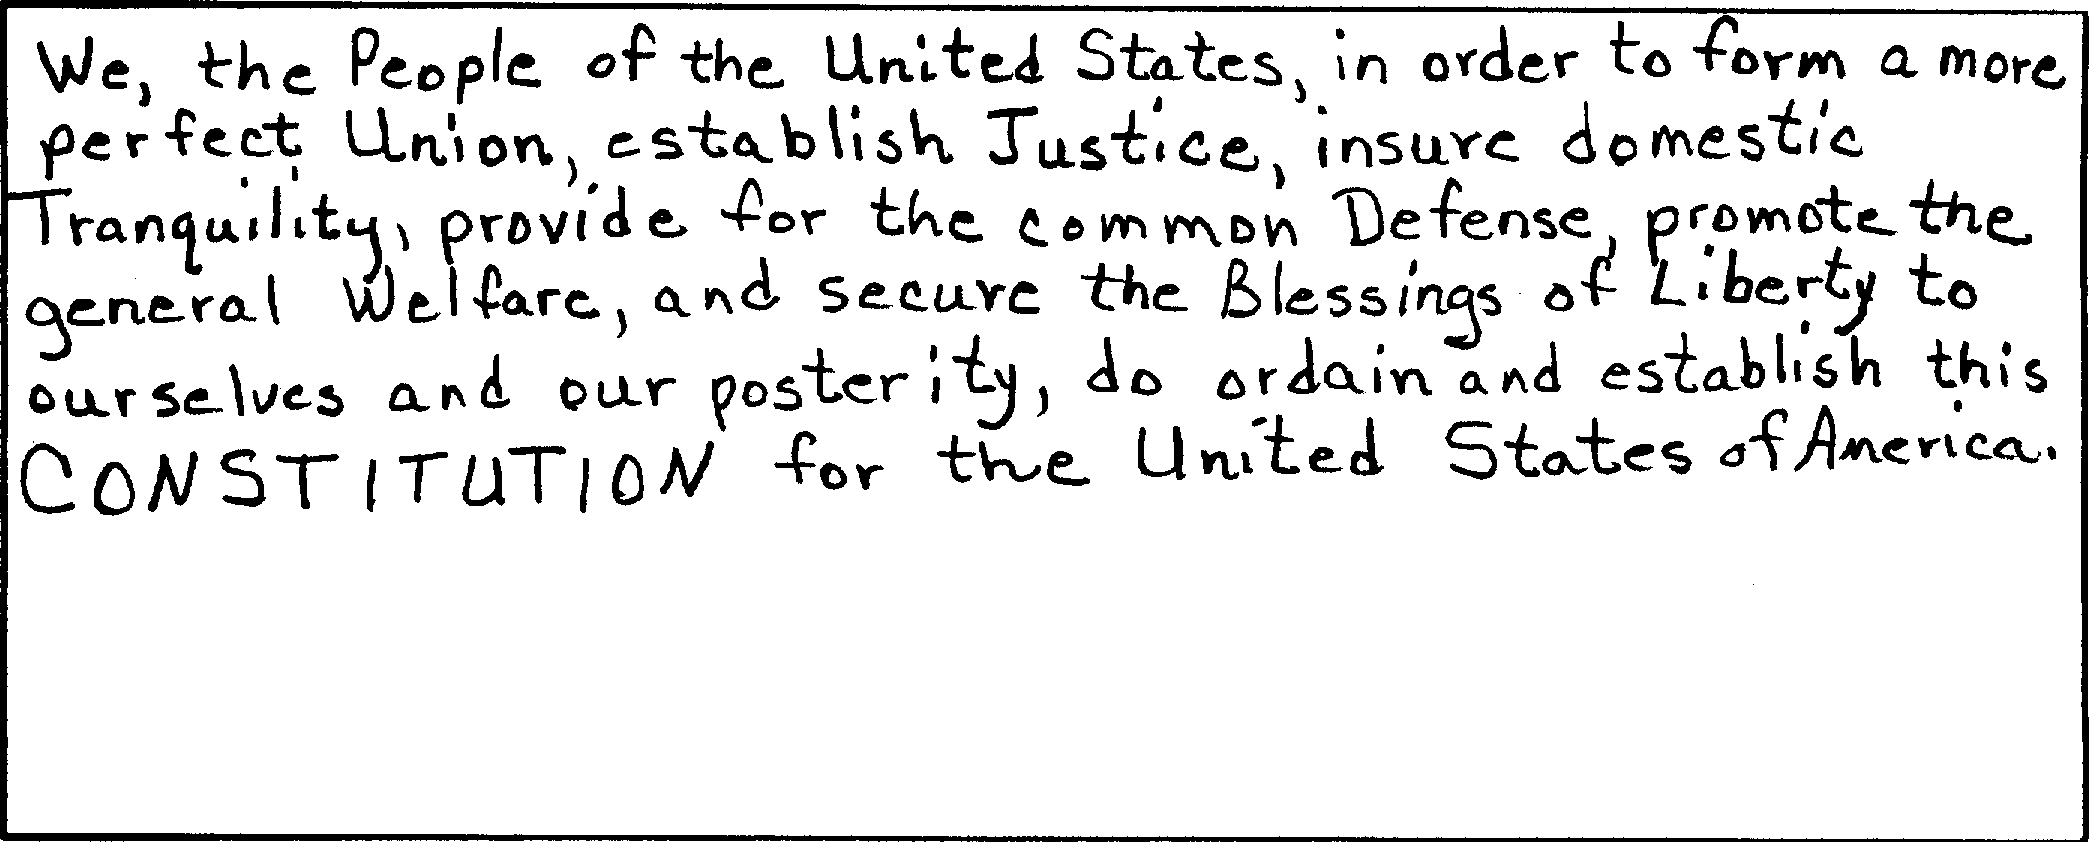 We, the People of the United States, in order to form a more
perfect Union, establish Justice, insure domestic
Tranquility, provide for the common Defense, promote the
general Welfare, and secure the Blessings of Liberty to
ourselves and our posterity, do ordain and establish this
CONSTITUTION for the United States of America.